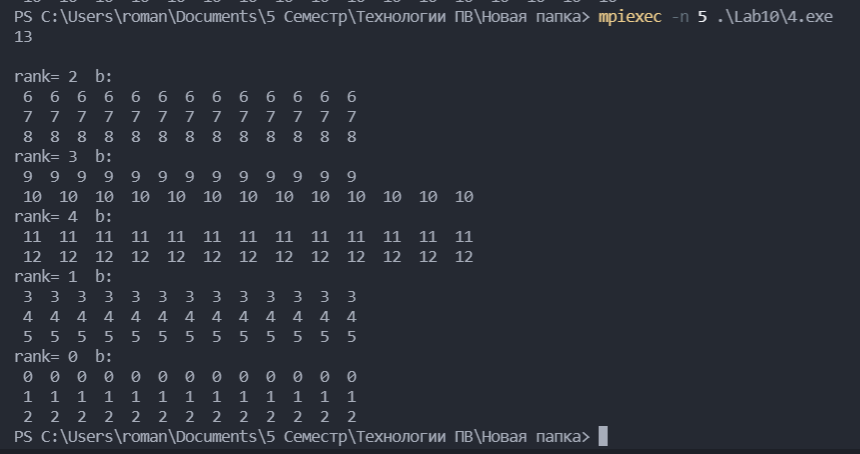 PS C:\Users\roman\Documents\5 Семестр\Технологии ПВ\Новая папка> mpiexec -n 5 .\Lab10\4.exe
13

rank= 2  b:
 6  6  6  6  6  6  6  6  6  6  6  6  6
 7  7  7  7  7  7  7  7  7  7  7  7  7
 8  8  8  8  8  8  8  8  8  8  8  8  8
rank= 3  b:
 9  9  9  9  9  9  9  9  9  9  9  9  9
 10  10  10  10  10  10  10  10  10  10  10  10  10
rank= 4  b:
 11  11  11  11  11  11  11  11  11  11  11  11  11
 12  12  12  12  12  12  12  12  12  12  12  12  12
rank= 1  b:
 3  3  3  3  3  3  3  3  3  3  3  3  3
 4  4  4  4  4  4  4  4  4  4  4  4  4
 5  5  5  5  5  5  5  5  5  5  5  5  5
rank= 0  b:
 0  0  0  0  0  0  0  0  0  0  0  0  0
 1  1  1  1  1  1  1  1  1  1  1  1  1
 2  2  2  2  2  2  2  2  2  2  2  2  2
PS C:\Users\roman\Documents\5 Семестр\Технологии ПВ\Новая папка>